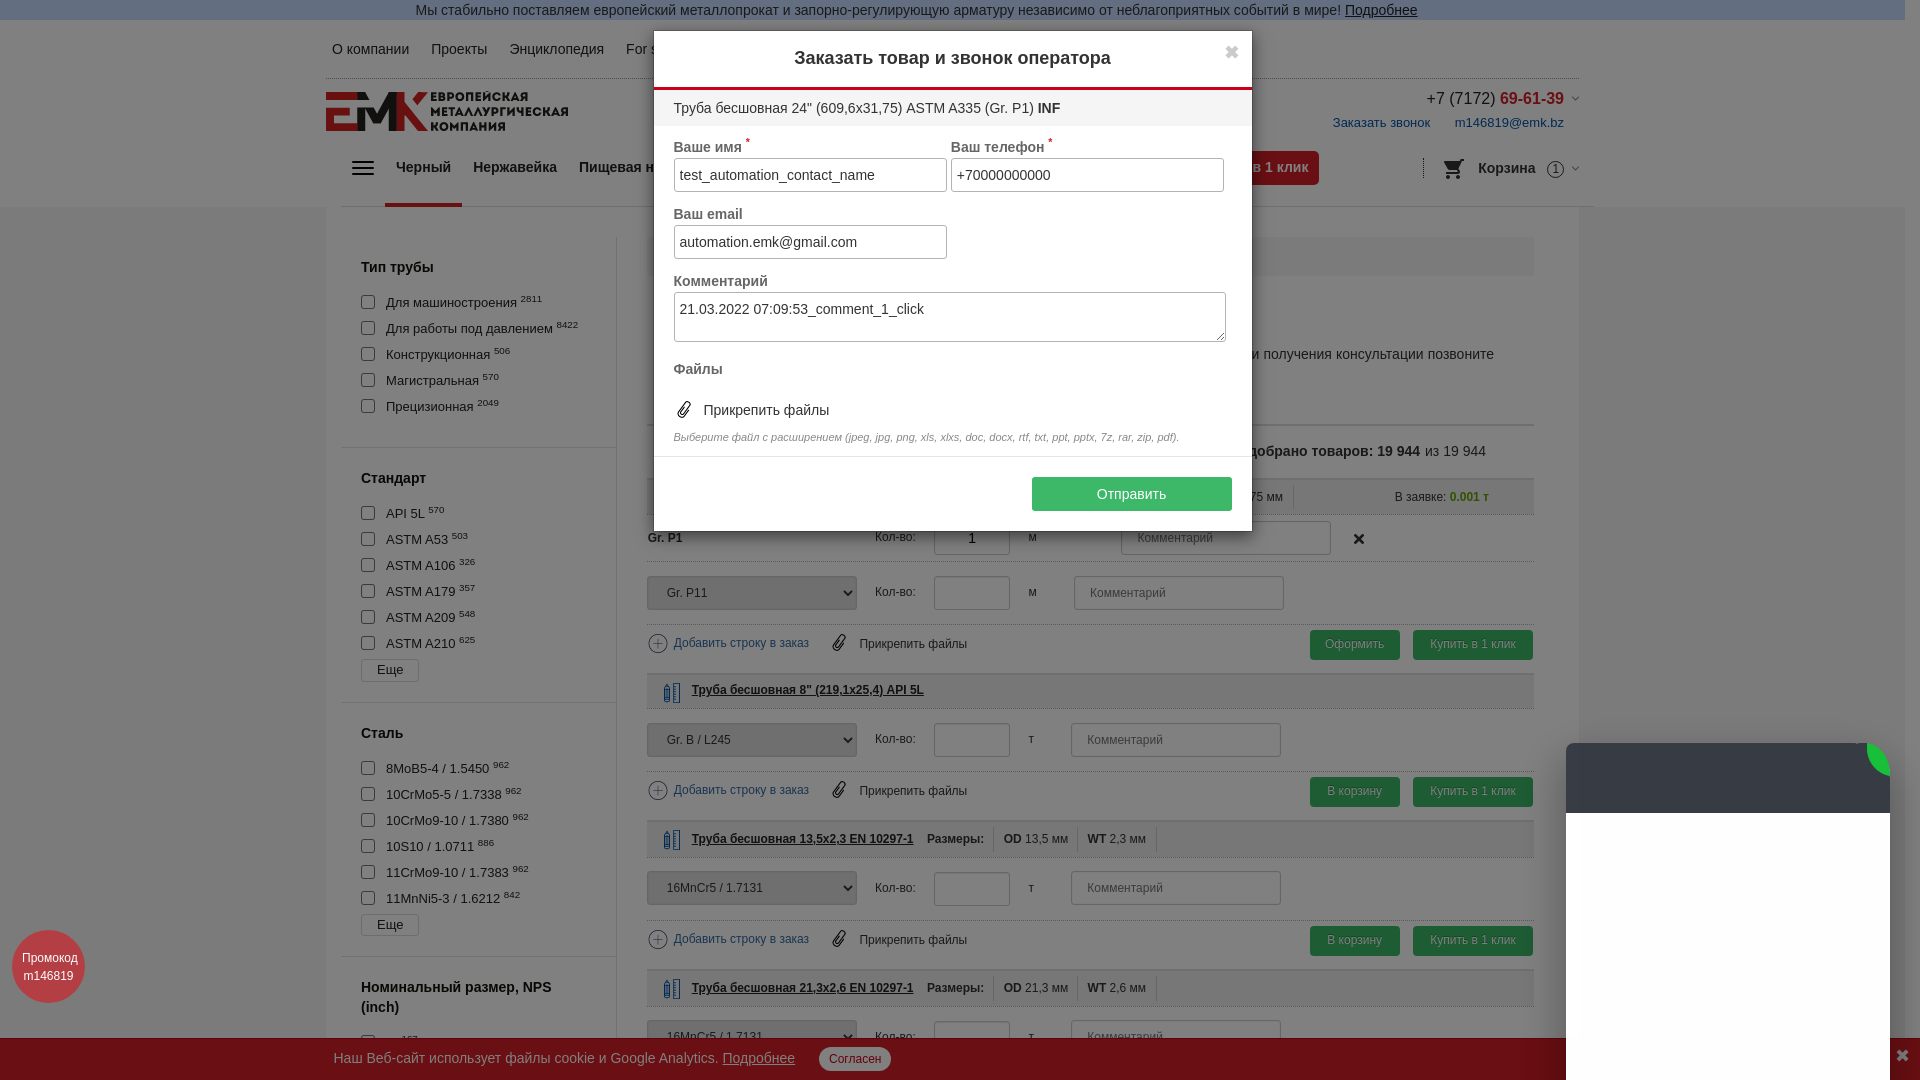 Мы стабильно поставляем европейский металлопрокат и запорно-регулирующую арматуру независимо от неблагоприятных событий в мире! Подробнее
О компании Проекты Энциклопедия For
ЕВРОПЕЙСКАЯ
МЕТАЛЛУРГИЧЕСКАЯ
КОМПАНИЯ
ЕМК
+7 (7172) 69-61-39
Заказать звонок m146819@emk.bz
Черный Нержавейка Пищевая
в 1 клик
Корзина 1
Заказать товар и звонок оператора
✖
Труба бесшовная 24" (609,6x31,75) ASTM A335 (Gr. P1) INF
Ваше имя * Ваш телефон *
test_automation_contact_name +70000000000
Ваш email
automation.emk@gmail.com
Комментарий
21.03.2022 07:09:53_comment_1_click
Файлы
Прикрепить файлы
Выберите файл с расширением (jpeg, jpg, png, xls, xlxs, doc, docx, rtf, txt, ppt, pptx, 7z, rar, zip, pdf).
Отправить
Тип трубы
Для машиностроения 2811
Для работы под давлением 8422
Конструкционная 506
Магистральная 570
Прецизионная 2049
Стандарт
API 5L 570
ASTM A53 503
ASTM A106 326
ASTM A179 357
ASTM A209 548
ASTM A210 625
Еще
Сталь
8MoB5-4 / 1.5450 962
10CrMo5-5 / 1.7338 962
10CrMo9-10 / 1.7380 962
10S10 / 1.0711 886
11CrMo9-10 / 1.7383 962
11MnNi5-3 / 1.6212 842
Еще
Номинальный размер, NPS
(inch)
и получения консультации позвоните
добрано товаров: 19 944 из 19 944
75 мм В заявке: 0.001 т
Gr. P1 Кол-во: 1 м Комментарий ✖
Gr. P11 Кол-во: м Комментарий
Добавить строку в заказ Прикрепить файлы Оформить Купить в 1 клик
Труба бесшовная 8" (219,1x25,4) API 5L
Gr. B / L245 Кол-во: т Комментарий
Добавить строку в заказ Прикрепить файлы В корзину Купить в 1 клик
Труба бесшовная 13,5x2,3 EN 10297-1 Размеры: OD 13,5 мм WT 2,3 мм
16MnCr5 / 1.7131 Кол-во: т Комментарий
Добавить строку в заказ Прикрепить файлы В корзину Купить в 1 клик
Труба бесшовная 21,3x2,6 EN 10297-1 Размеры: OD 21,3 мм WT 2,6 мм
16MnCr5 / 1.7131 Кол-во: т Комментарий
Промокод
m146819
Наш Веб-сайт использует файлы cookie и Google Analytics. Подробнее Согласен ✖